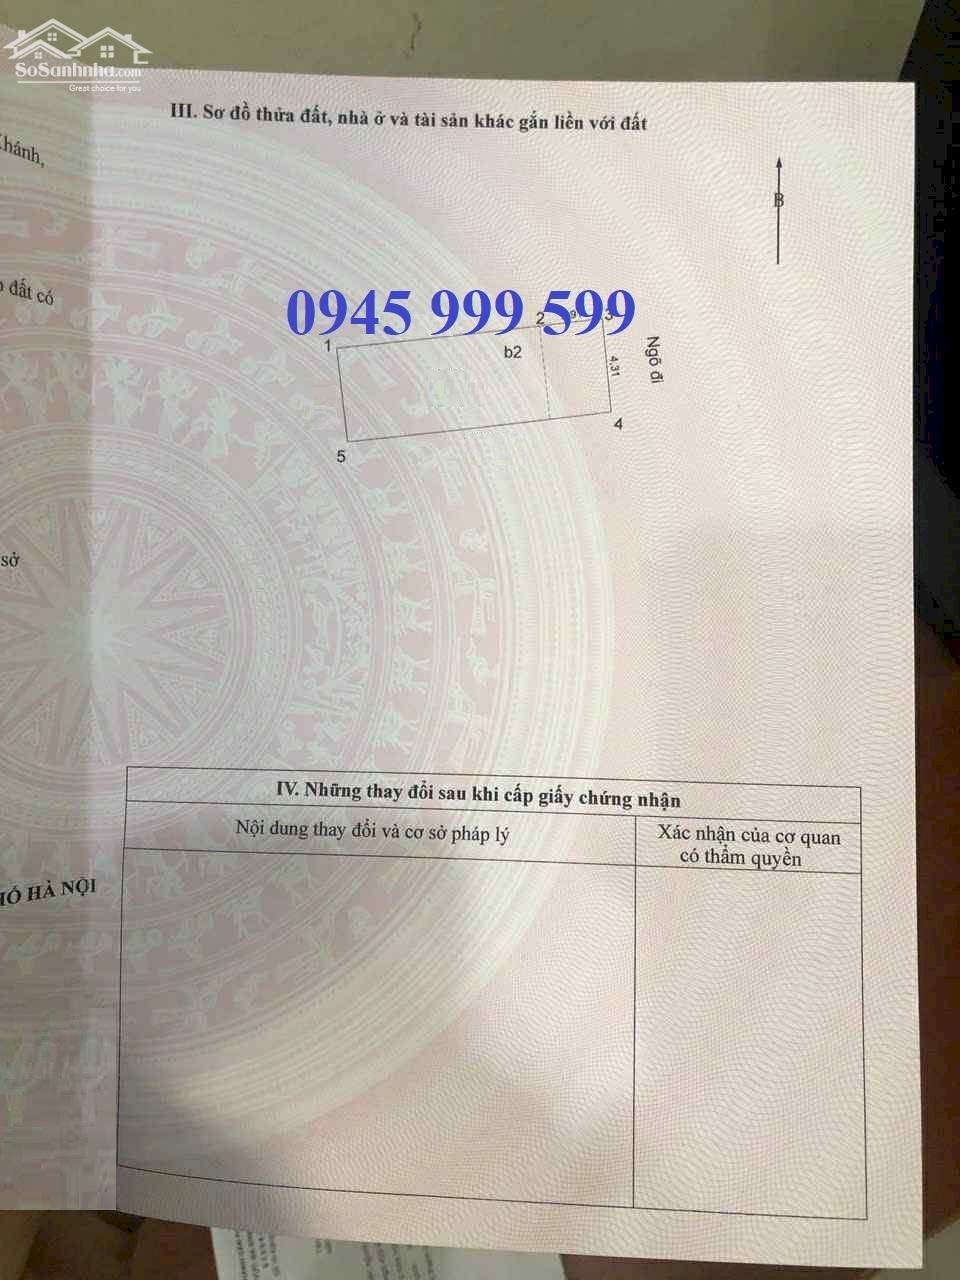 SoSanhnha.com
Great choice for you
III. Sơ đồ thửa đất, nhà ở và tài sản khác gắn liền với đất
Khánh,
B
đất có
0945 999 599
2
9
3
1
b2
4,31
Ngõ đi
4
5
sở
IV. Những thay đổi sau khi cấp giấy chứng nhận
Nội dung thay đổi và cơ sở pháp lý
Xác nhận của cơ quan
có thẩm quyền
HÀ NỘI